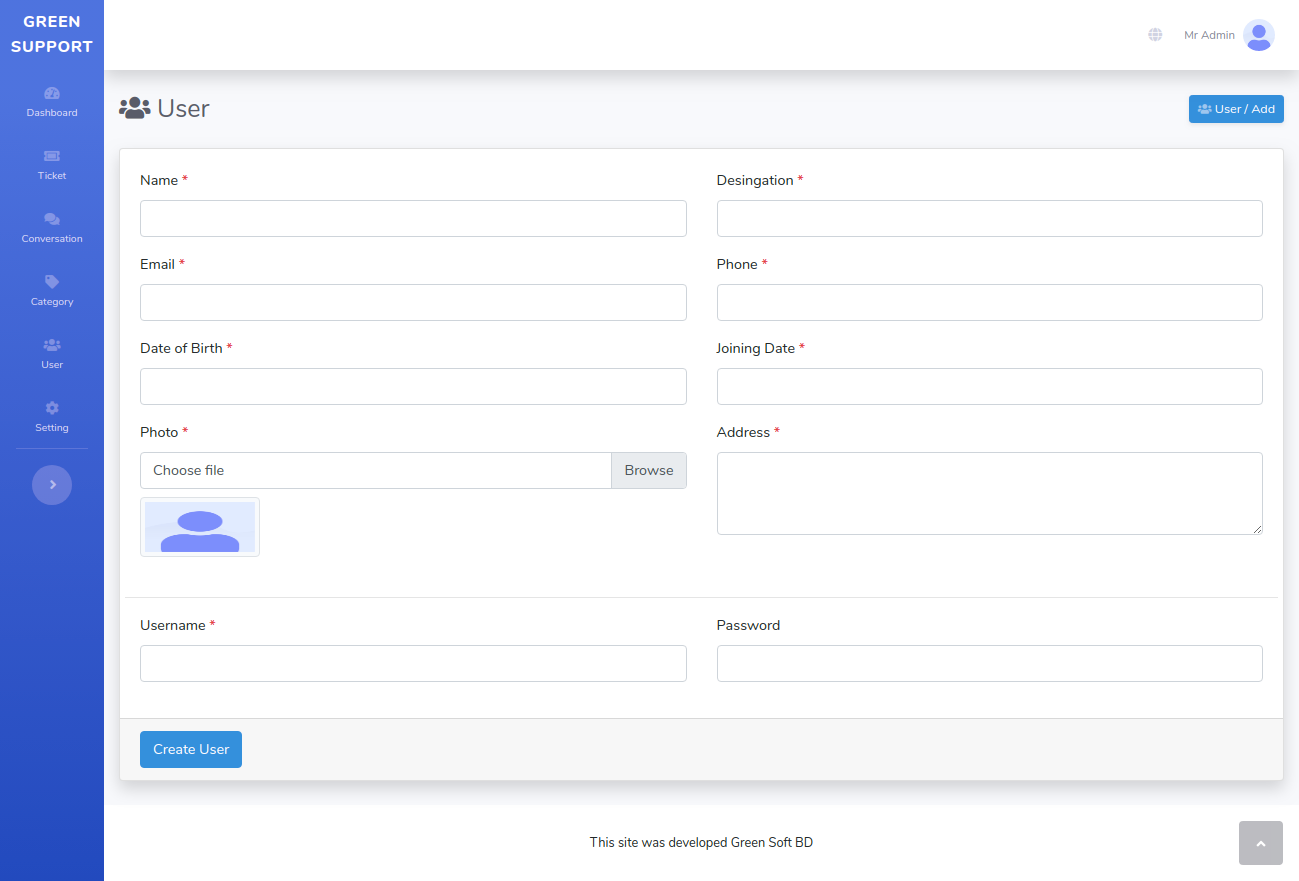 GREEN
SUPPORT
Mr Admin
Dashboard
Ticket
Conversation
Category
User
Setting
User
User / Add
Name *
Desingation *
Email *
Phone *
Date of Birth *
Joining Date *
Photo *
Address *
Choose file
Browse
Username *
Password
Create User
This site was developed Green Soft BD